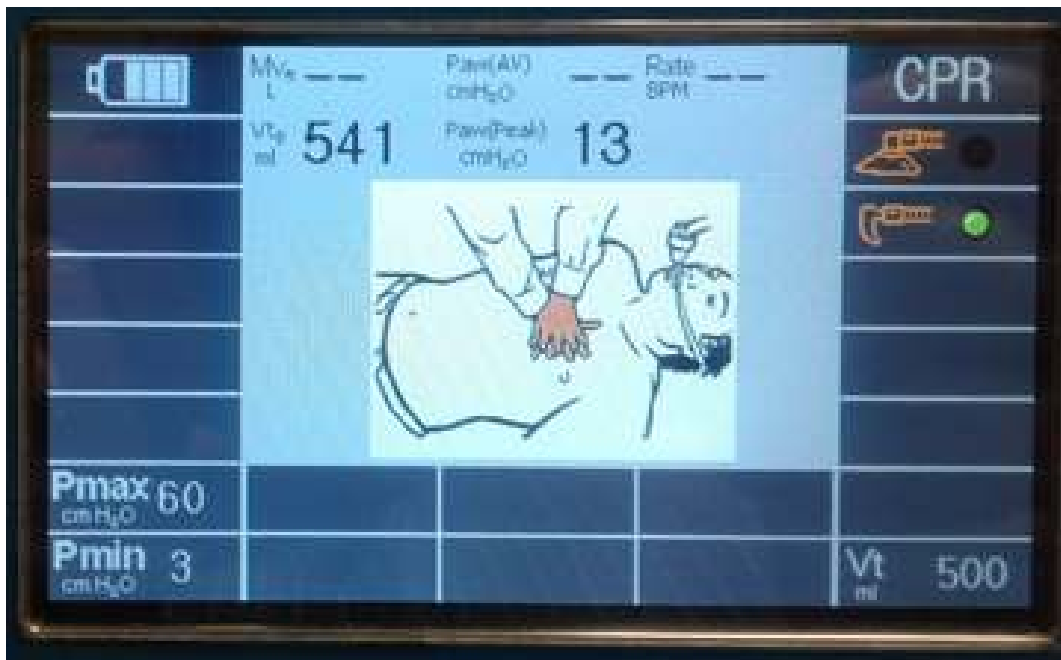 MVe -- Paw(AV) -- Rate -- CPR
L cmH₂O BPM
Vte 541 Paw(Peak) 13
ml cmH₂O
Pmax 60
cmH₂O
Pmin 3
cmH₂O
Vt 500
ml